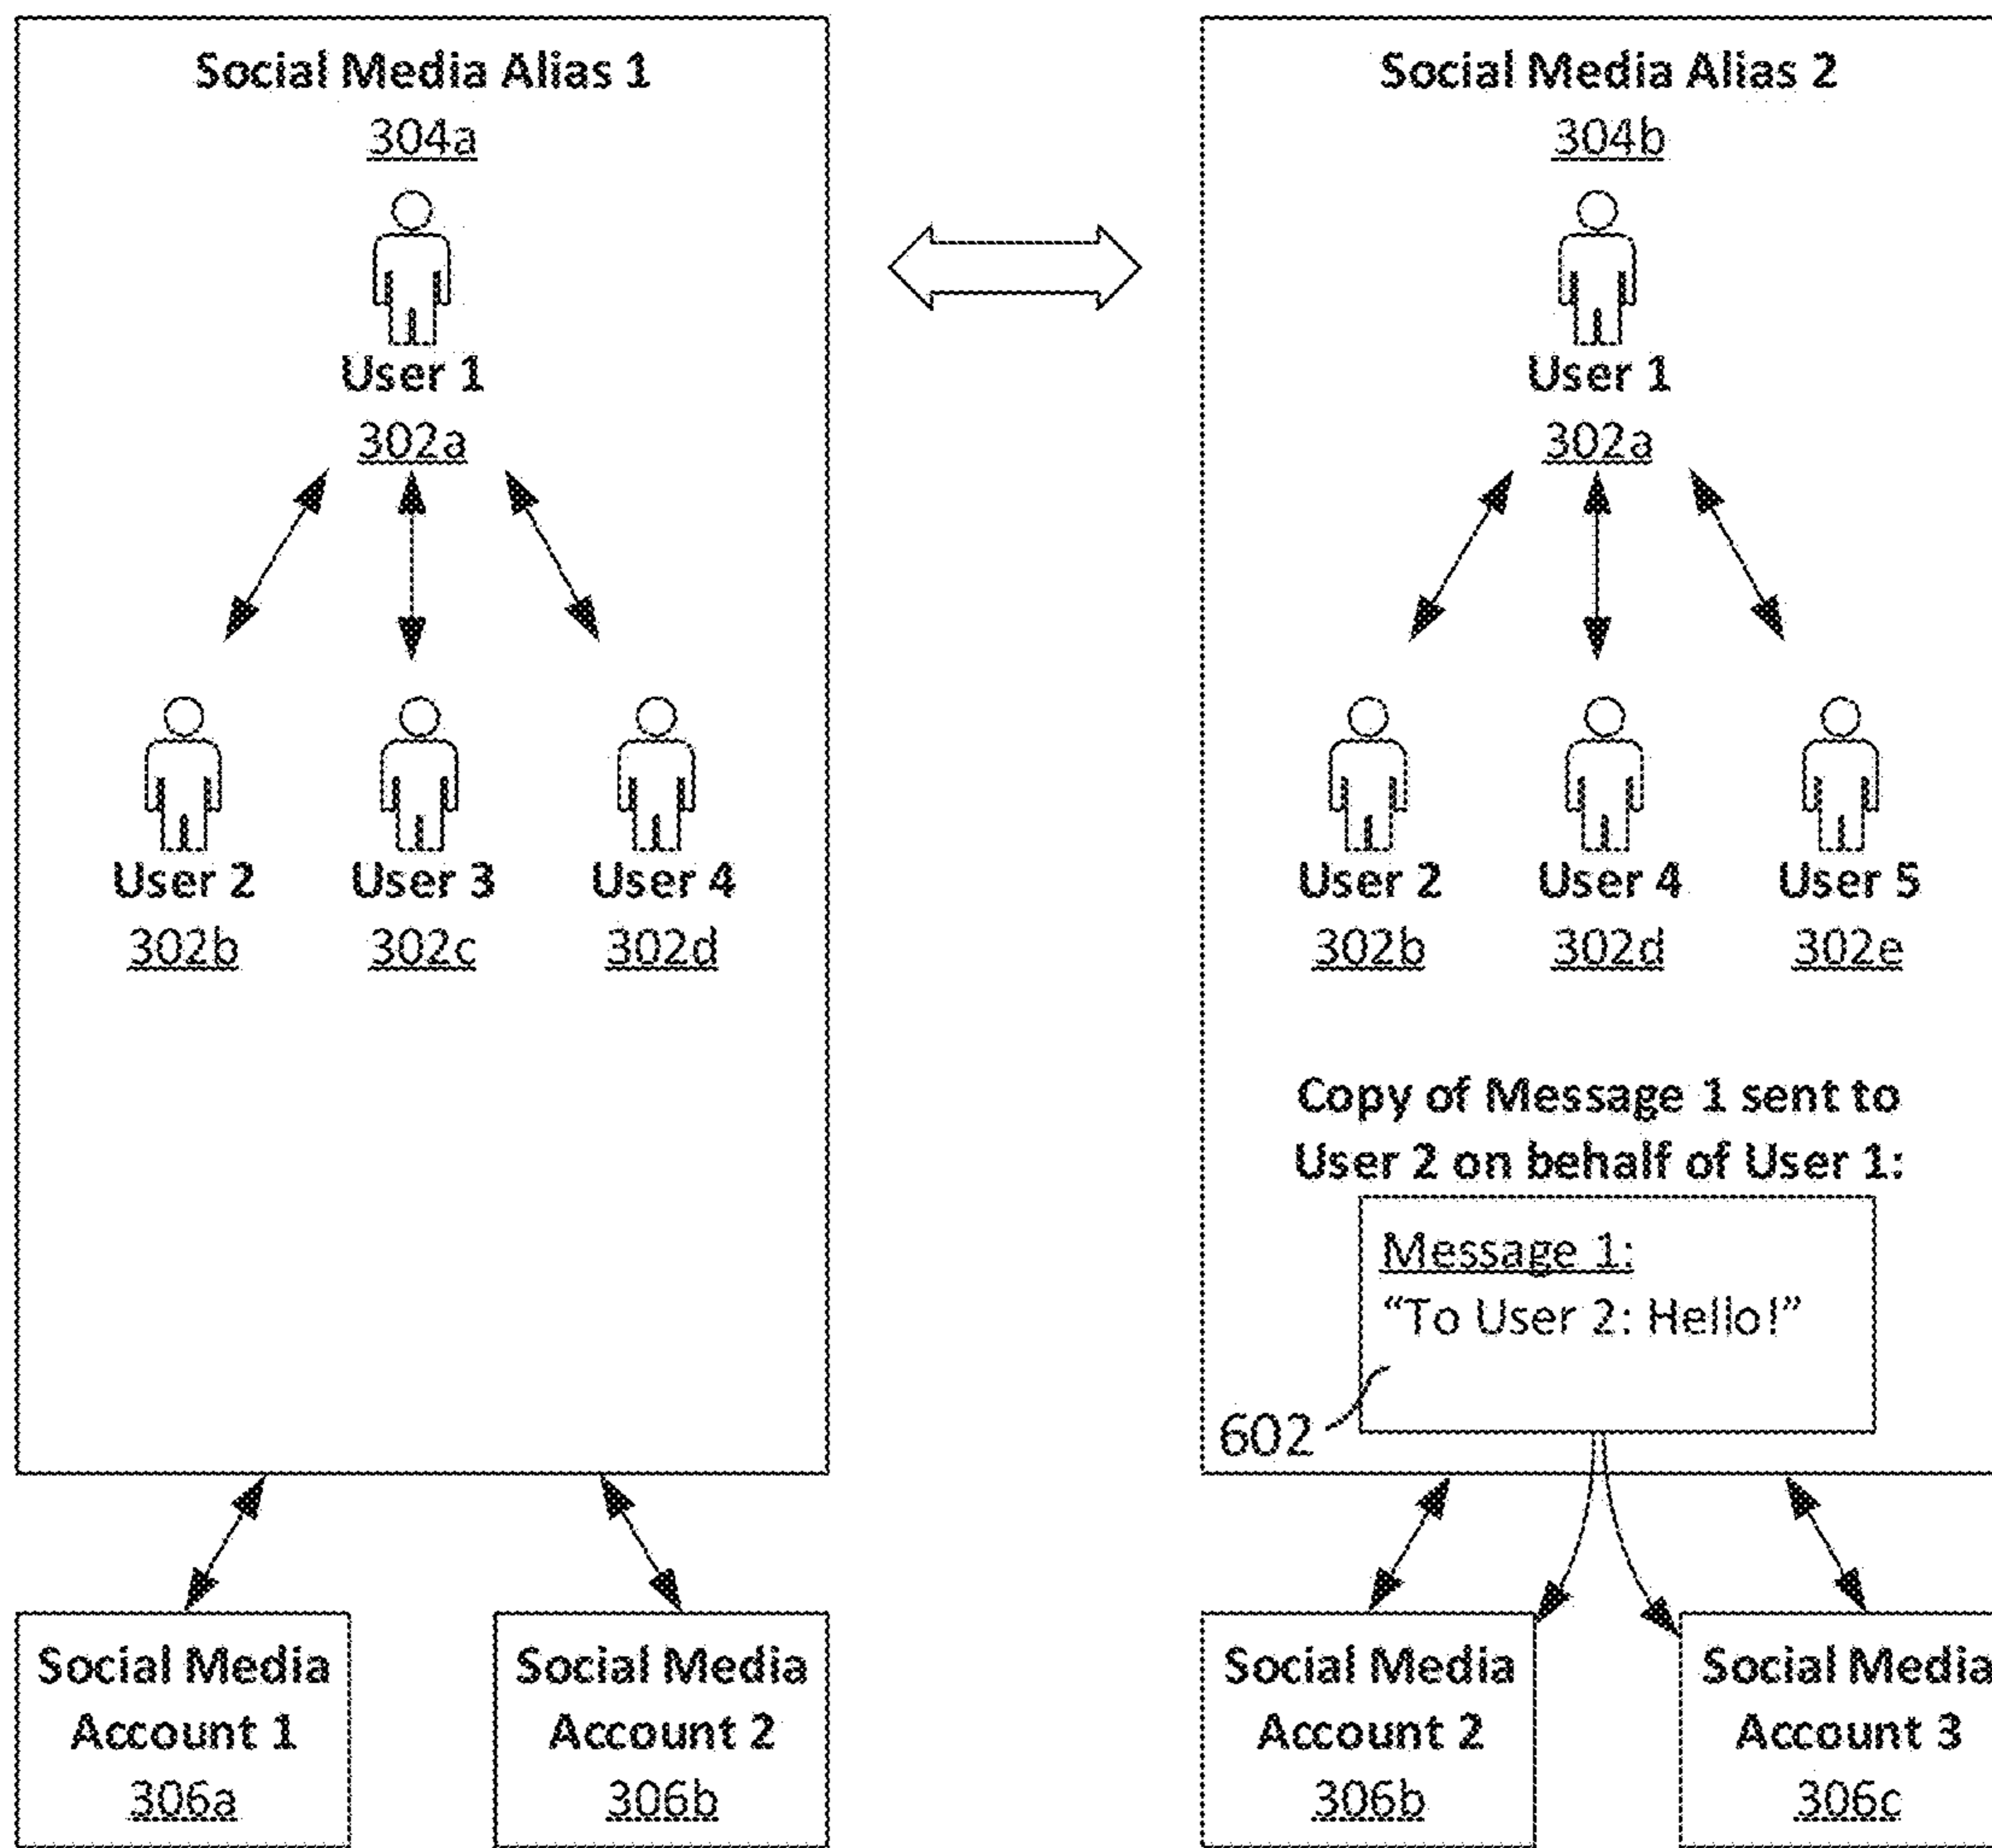 Social Media Alias 1
304a
User 1
302a
User 2
302b
User 3
302c
User 4
302d
Social Media Account 1
306a
Social Media Account 2
306b
Social Media Alias 2
304b
User 1
302a
User 2
302b
User 4
302d
User 5
302e
Copy of Message 1 sent to
User 2 on behalf of User 1:
Message 1:
“To User 2: Hello!”
602
Social Media
Account 2
306b
Social Media
Account 3
306c